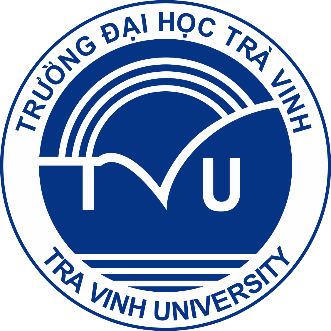 TRƯỜNG ĐẠI HỌC TRÀ VINH
TVU
TRA VINH UNIVERSITY